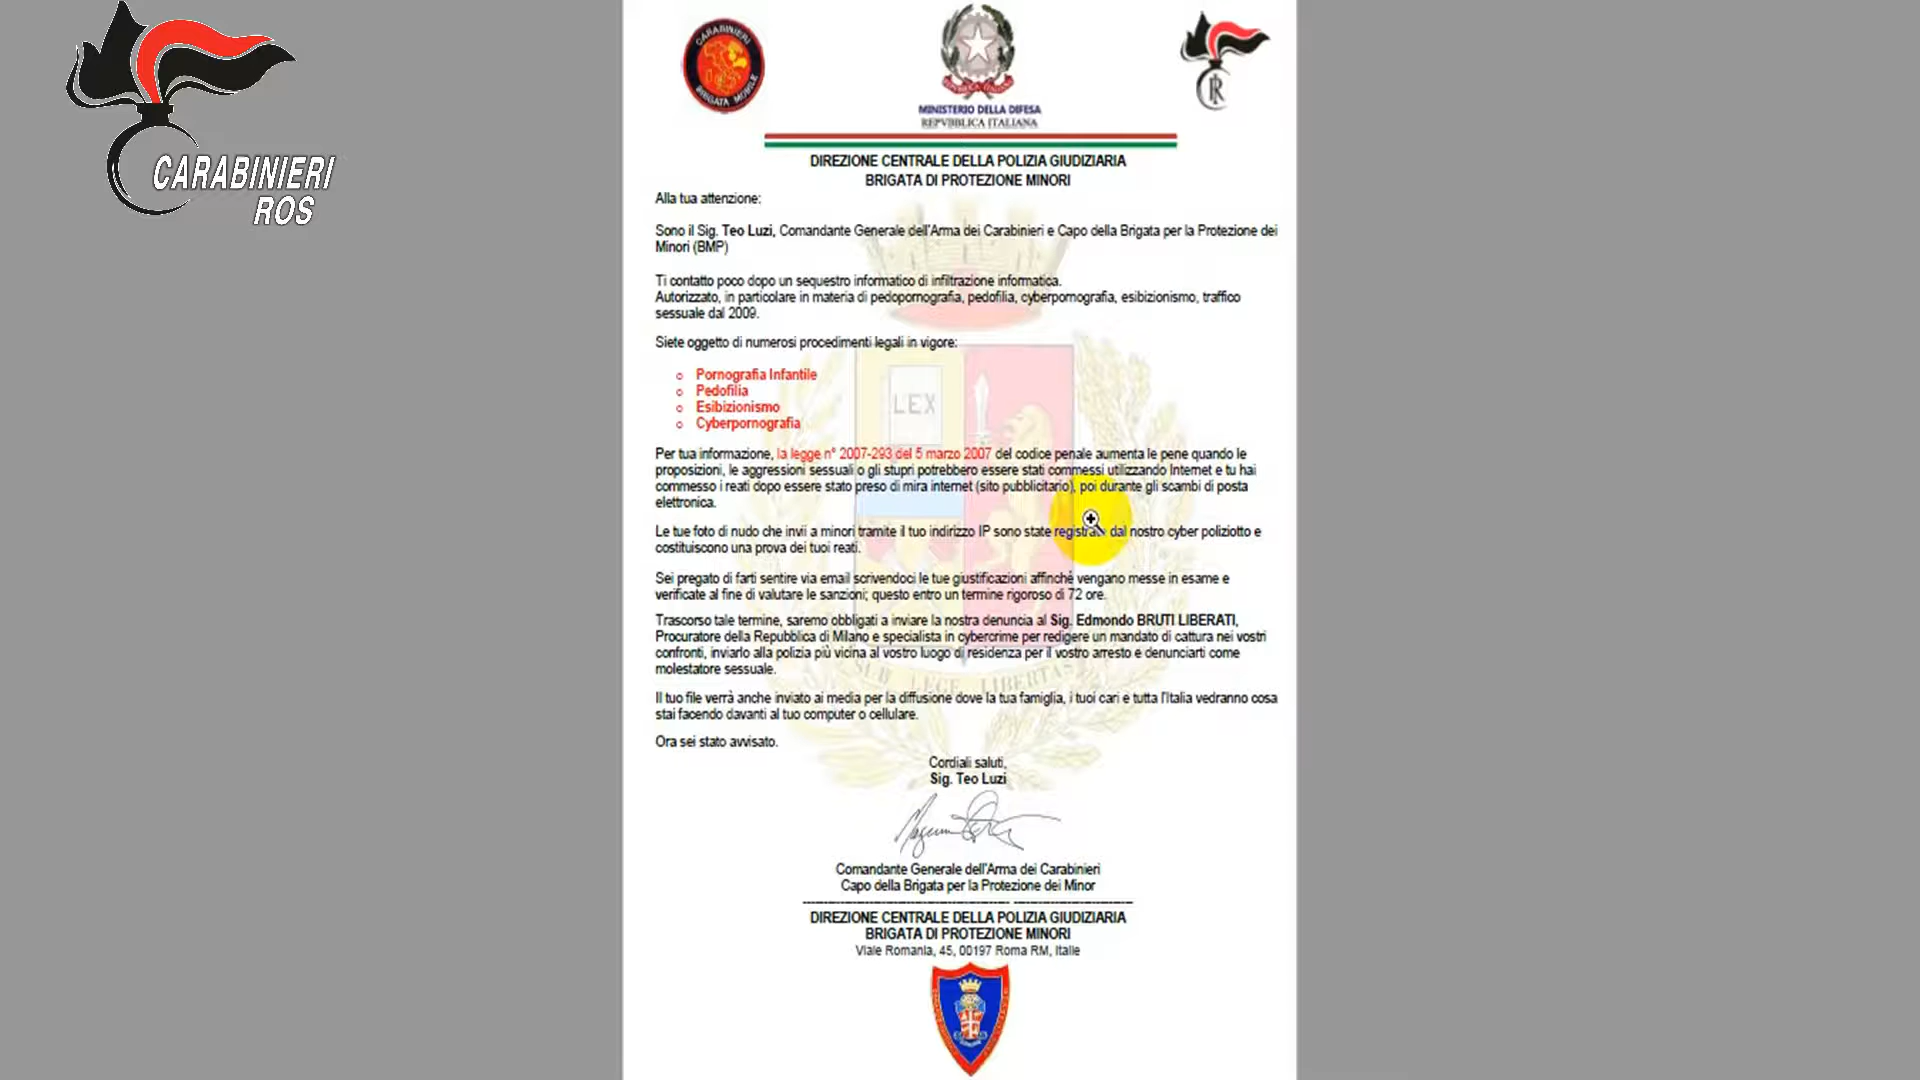 CARABINIERI
ROS
CARABINIERI
BRIGATA MOBILE
MINISTERIO DELLA DIFESA
REPVBBLICA ITALIANA
DIREZIONE CENTRALE DELLA POLIZIA GIUDIZIARIA
BRIGATA DI PROTEZIONE MINORI
Alla tua attenzione:
Sono il Sig. Teo Luzi, Comandante Generale dell'Arma dei Carabinieri e Capo della Brigata per la Protezione dei
Minori (BMP)
Ti contatto poco dopo un sequestro informatico di infiltrazione informatica.
Autorizzato, in particolare in materia di pedopornografia, pedofilia, cyberpornografia, esibizionismo, traffico
sessuale dal 2009.
Siete oggetto di numerosi procedimenti legali in vigore:
Pornografia Infantile
Pedofilia
Esibizionismo
Cyberpornografia
LEX
Per tua informazione, la legge n° 2007-293 del 5 marzo 2007 del codice penale aumenta le pene quando le
proposizioni, le aggressioni sessuali o gli stupri potrebbero essere stati commessi utilizzando Internet e tu hai
commesso i reati dopo essere stato preso di mira internet (sito pubblicitario), poi durante gli scambi di posta
elettronica.
Le tue foto di nudo che invii a minori tramite il tuo indirizzo IP sono state registrate dal nostro cyber poliziotto e
costituiscono una prova dei tuoi reati.
Sei pregato di farti sentire via email scrivendoci le tue giustificazioni affinché vengano messe in esame e
verificate al fine di valutare le sanzioni; questo entro un termine rigoroso di 72 ore.
Trascorso tale termine, saremo obbligati a inviare la nostra denuncia al Sig. Edmondo BRUTI LIBERATI,
Procuratore della Repubblica di Milano e specialista in cybercrime per redigere un mandato di cattura nei vostri
confronti, inviarlo alla polizia più vicina al vostro luogo di residenza per il vostro arresto e denunciarti come
molestatore sessuale.
SUB LEGE LIBERTAS
Il tuo file verrà anche inviato ai media per la diffusione dove la tua famiglia, i tuoi cari e tutta l'Italia vedranno cosa
stai facendo davanti al tuo computer o cellulare.
Ora sei stato avvisato.
Cordiali saluti,
Sig. Teo Luzi
Comandante Generale dell'Arma dei Carabinieri
Capo della Brigata per la Protezione dei Minor
DIREZIONE CENTRALE DELLA POLIZIA GIUDIZIARIA
BRIGATA DI PROTEZIONE MINORI
Viale Romania, 45, 00197 Roma RM, Italie